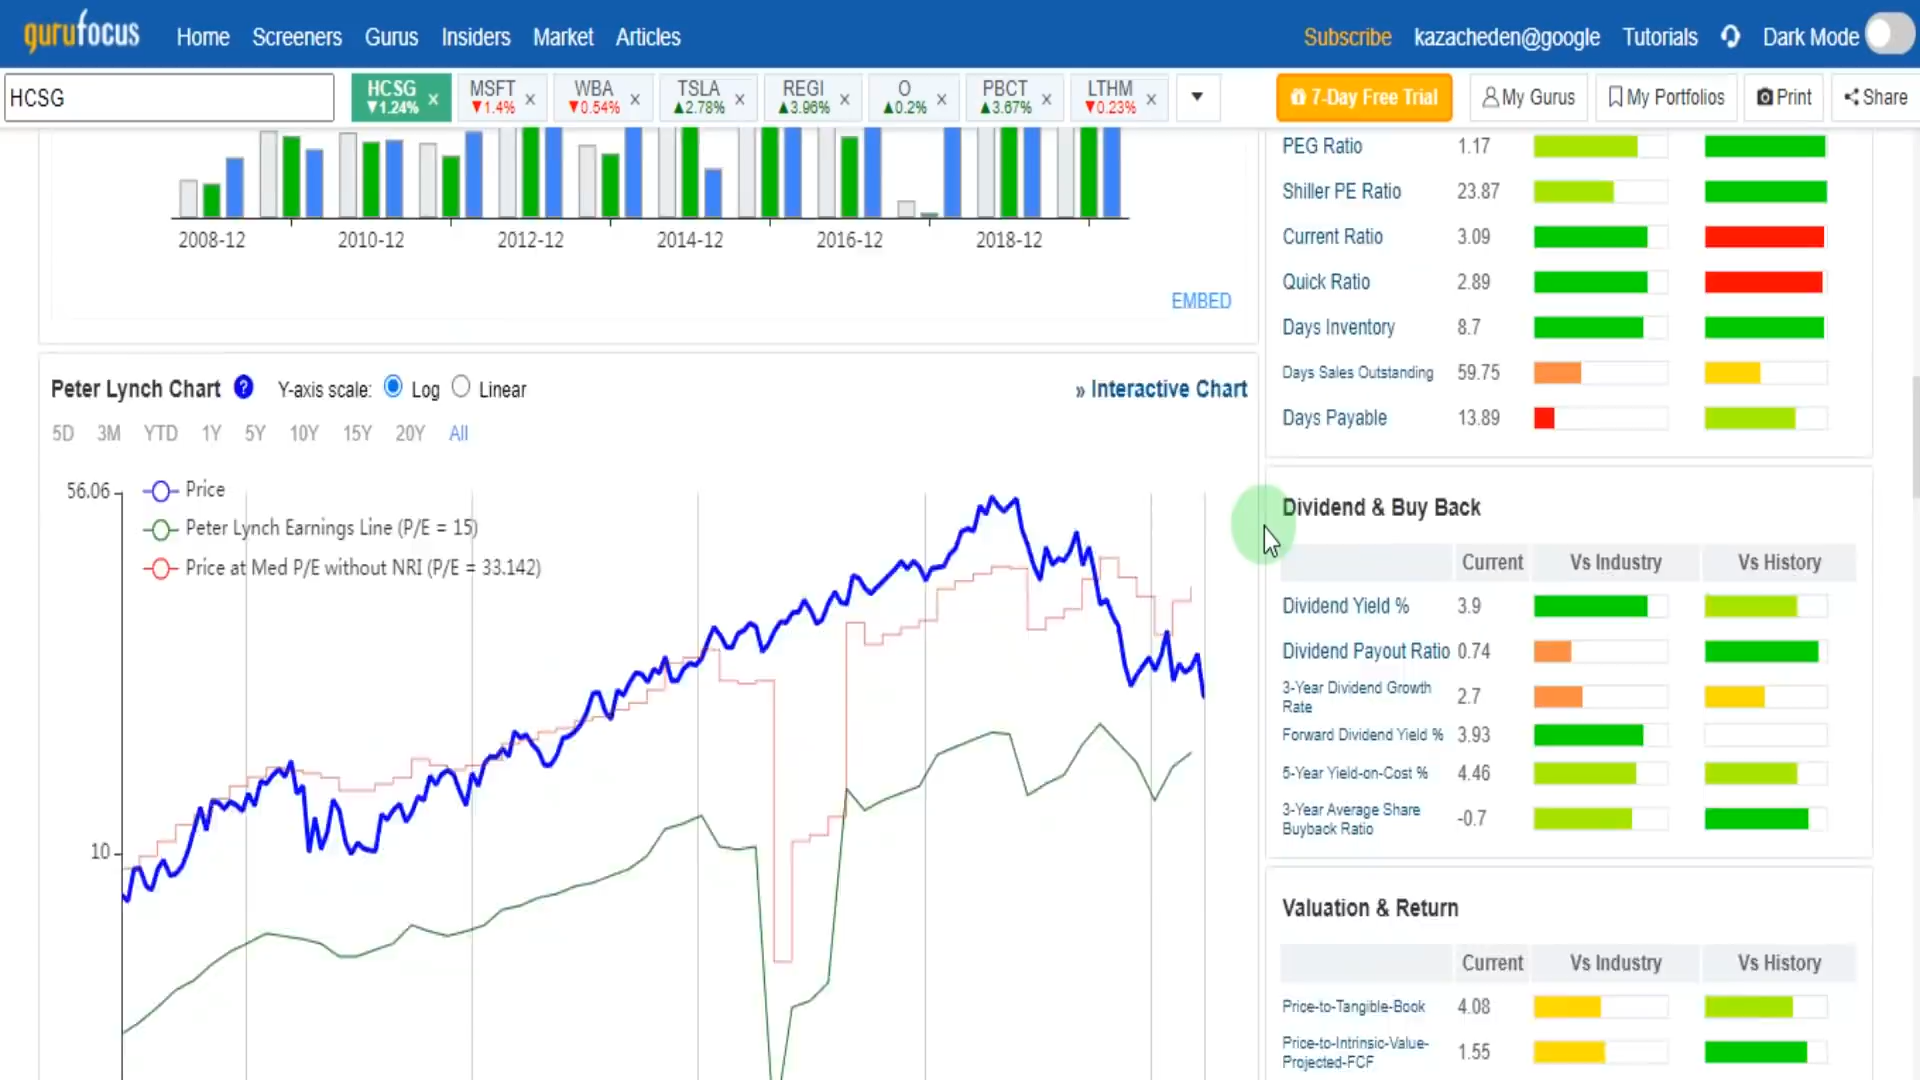 gurufocus Home Screeners Gurus Insiders Market Articles Subscribe kazacheden@google Tutorials Dark Mode
HCSG HCSG ▼1.24% × MSFT ▼1.4% × WBA ▼0.54% × TSLA ▲2.78% × REGI ▲3.96% × O ▲0.2% × PBCT ▲3.67% × LTHM ▼0.23% × 7-Day Free Trial My Gurus My Portfolios Print Share
2008-12 2010-12 2012-12 2014-12 2016-12 2018-12
EMBED
Peter Lynch Chart ? Y-axis scale: Log Linear » Interactive Chart
5D 3M YTD 1Y 5Y 10Y 15Y 20Y All
56.06
Price
Peter Lynch Earnings Line (P/E = 15)
Price at Med P/E without NRI (P/E = 33.142)
10
PEG Ratio 1.17
Shiller PE Ratio 23.87
Current Ratio 3.09
Quick Ratio 2.89
Days Inventory 8.7
Days Sales Outstanding 59.75
Days Payable 13.89
Dividend & Buy Back
Current Vs Industry Vs History
Dividend Yield % 3.9
Dividend Payout Ratio 0.74
3-Year Dividend Growth
Rate 2.7
Forward Dividend Yield % 3.93
5-Year Yield-on-Cost % 4.46
3-Year Average Share
Buyback Ratio -0.7
Valuation & Return
Current Vs Industry Vs History
Price-to-Tangible-Book 4.08
Price-to-Intrinsic-Value-
Projected-FCF 1.55